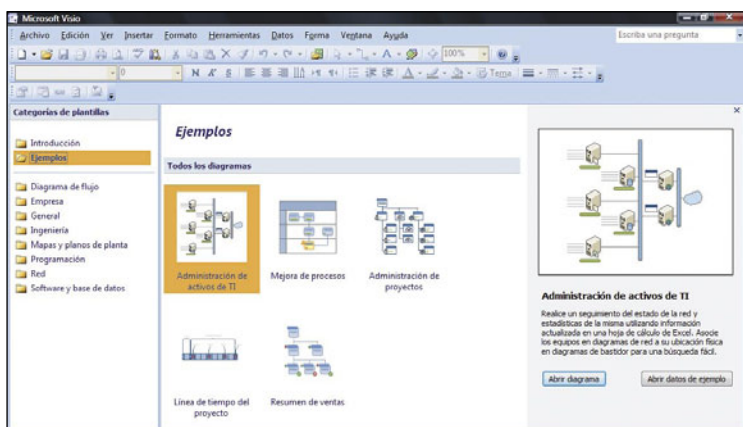 Microsoft Visio
Archivo Edición Ver Insertar Formato Herramientas Datos Forma Ventana Ayuda
Escriba una pregunta
100%
0
N K S
Tema
Categorías de plantillas
Introducción
Ejemplos
Diagrama de flujo
Empresa
General
Ingeniería
Mapas y planos de planta
Programación
Red
Software y base de datos
Ejemplos
Todos los diagramas
Administración de
activos de TI
Mejora de procesos
Administración de
proyectos
Línea de tiempo del
proyecto
Resumen de ventas
Administración de activos de TI
Realice un seguimiento del estado de la red y
estadísticas de la misma utilizando información
actualizada en una hoja de cálculo de Excel. Asocie
los equipos en diagramas de red a su ubicación física
en diagramas de bastidor para una búsqueda fácil.
Abrir diagrama
Abrir datos de ejemplo